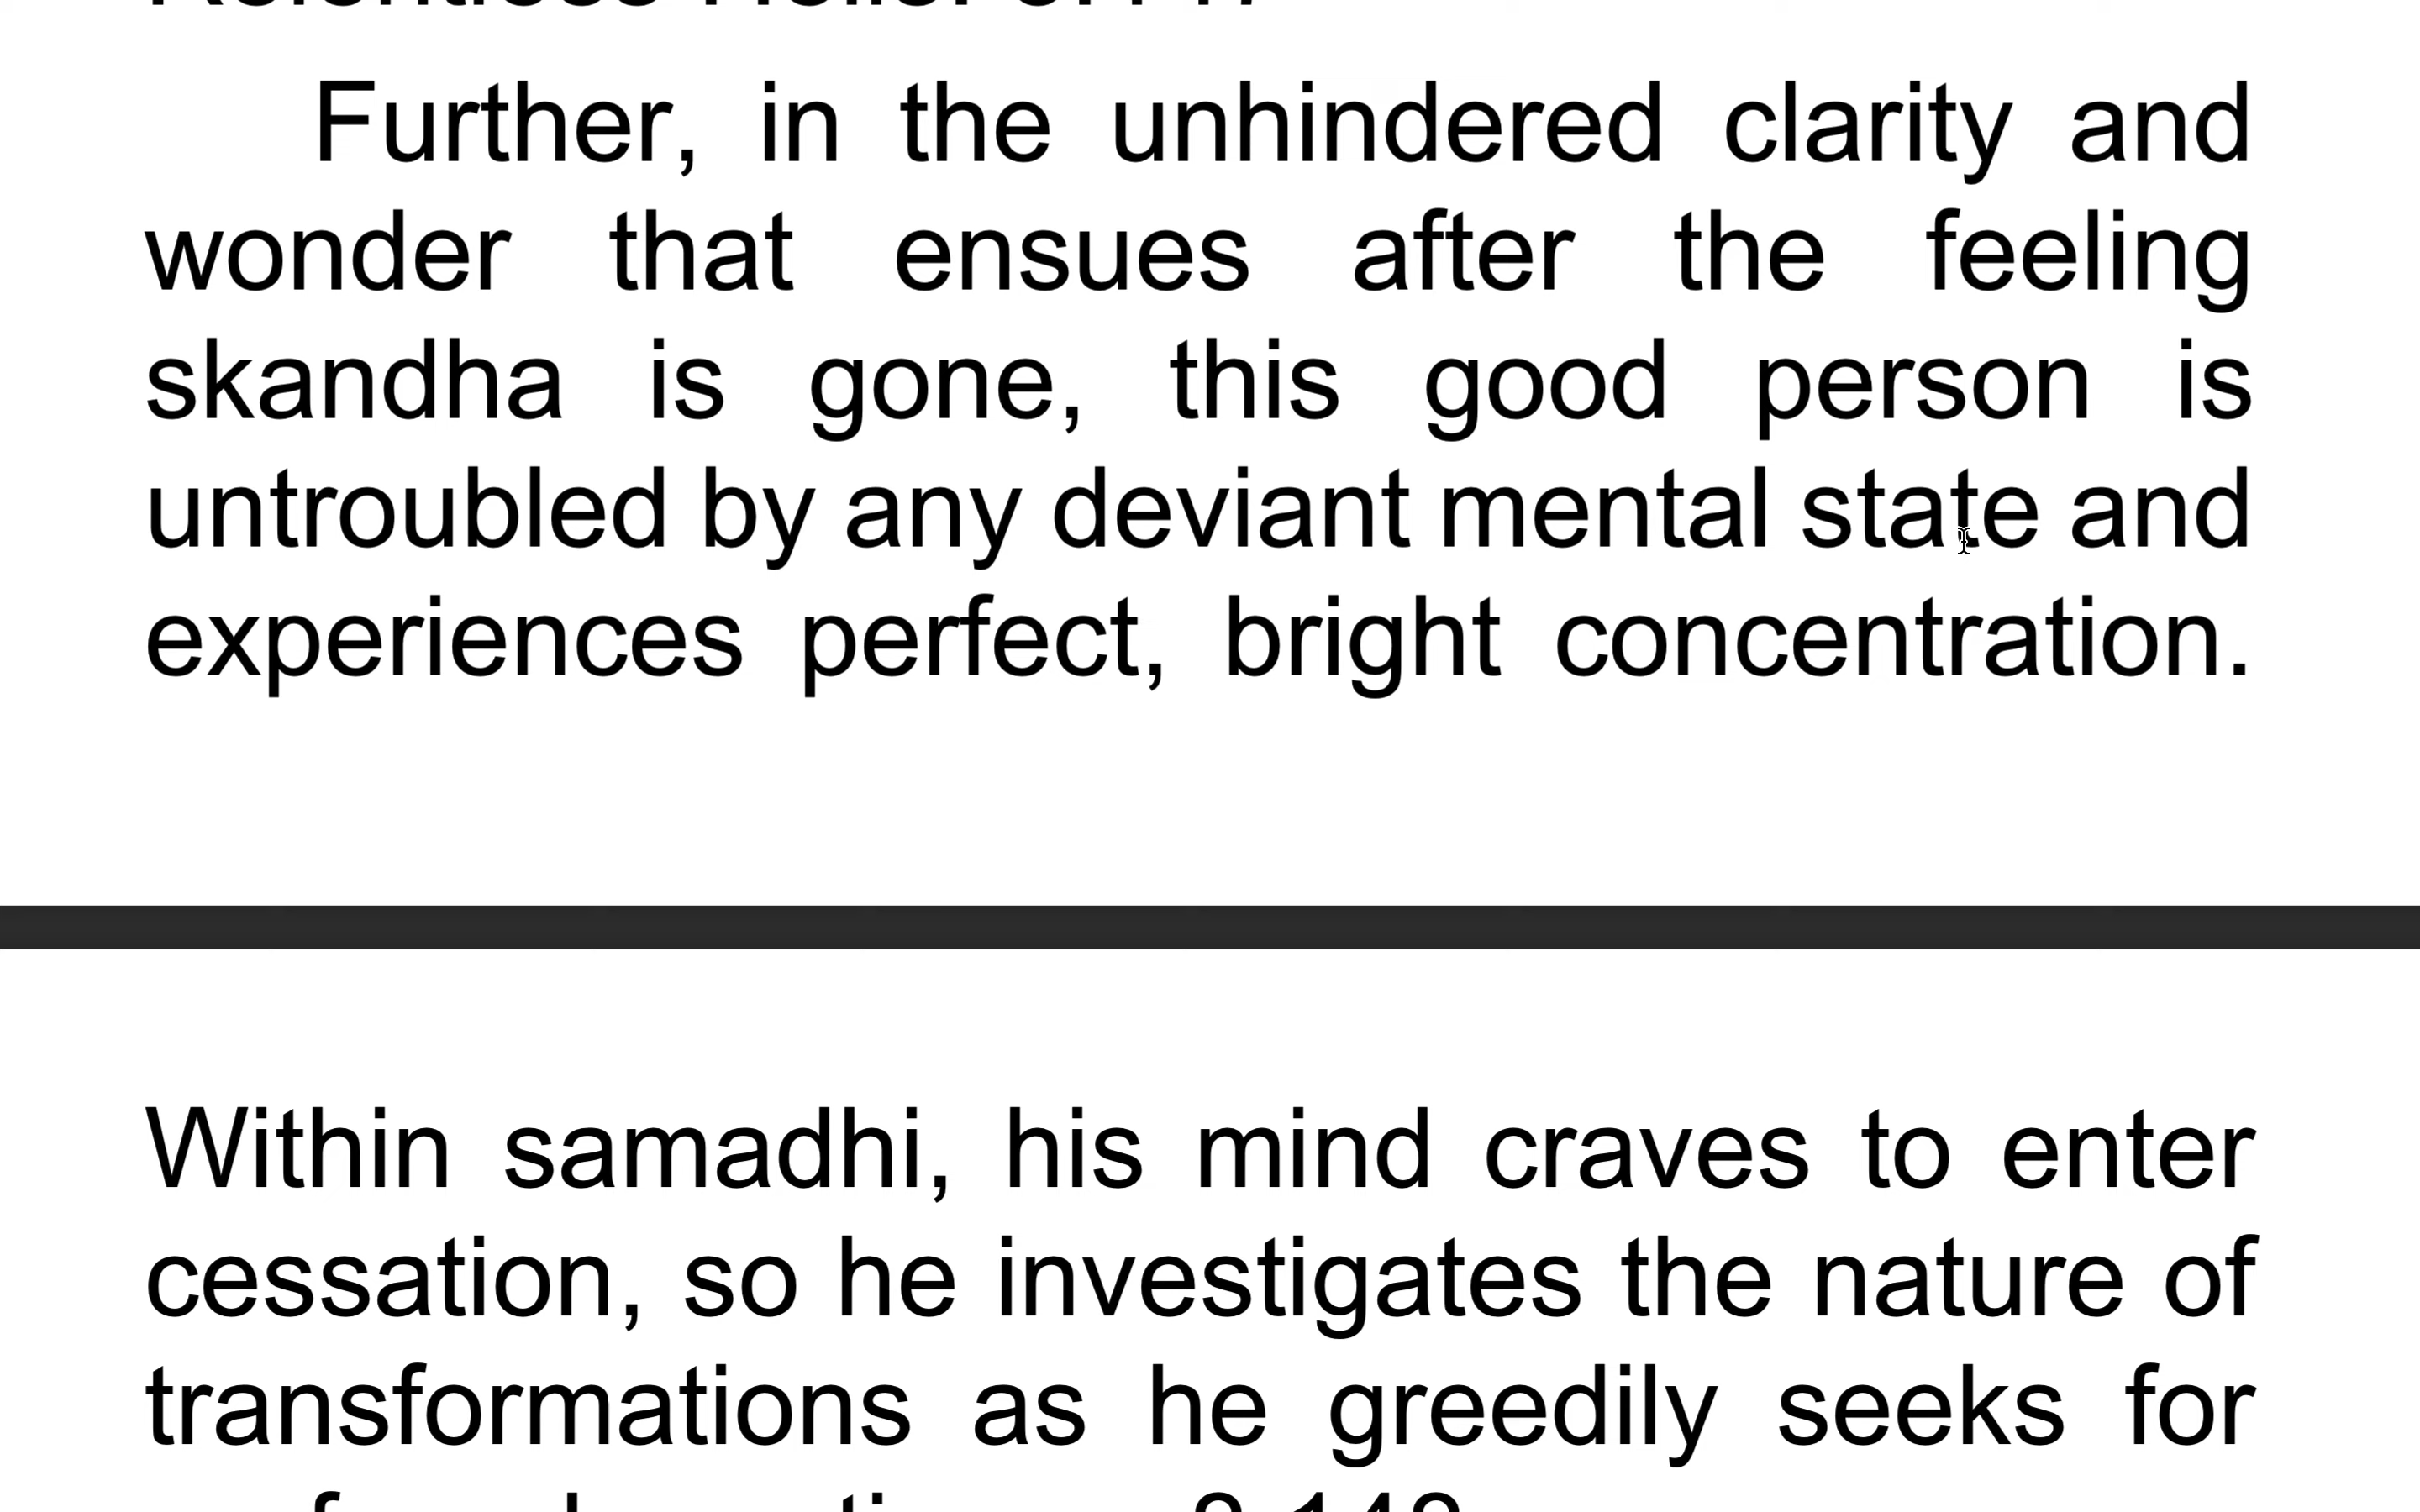 Further, in the unhindered clarity and
wonder that ensues after the feeling
skandha is gone, this good person is
untroubled by any deviant mental state and
experiences perfect, bright concentration.
Within samadhi, his mind craves to enter
cessation, so he investigates the nature of
transformations as he greedily seeks for